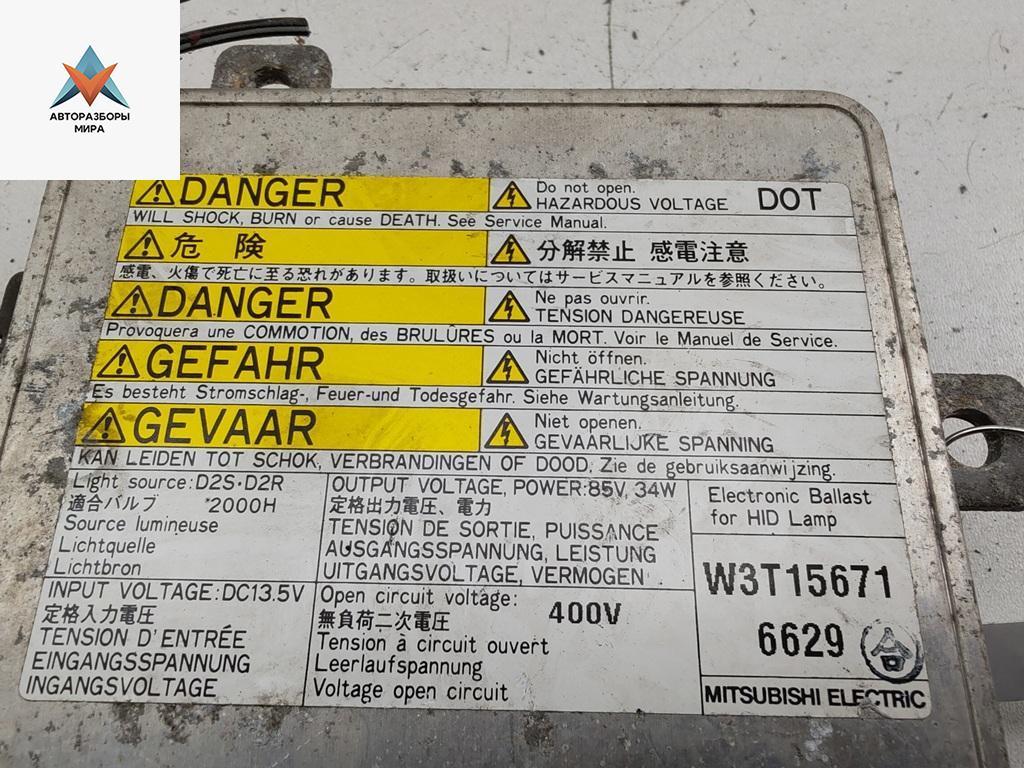 АВТОРАЗБОРЫ
МИРА
DANGER
Do not open.
HAZARDOUS VOLTAGE
DOT
WILL SHOCK, BURN or cause DEATH. See Service Manual.
危 険
分解禁止 感電注意
感電、火傷で死亡に至る恐れがあります。取扱いについてはサービスマニュアルを参照ください。
DANGER
Ne pas ouvrir.
TENSION DANGEREUSE
Provoquera une COMMOTION, des BRULÛRES ou la MORT. Voir le Manuel de Service.
GEFAHR
Nicht öffnen.
GEFÄHRLICHE SPANNUNG
Es besteht Stromschlag-, Feuer-und Todesgefahr. Siehe Wartungsanleitung.
GEVAAR
Niet openen.
GEVAARLIJKE SPANNING
KAN LEIDEN TOT SCHOK, VERBRANDINGEN OF DOOD. Zie de gebruiksaanwijzing.
Light source:D2S·D2R
適合バルブ 2000H
Source lumineuse
Lichtquelle
Lichtbron
OUTPUT VOLTAGE, POWER:85V, 34W
定格出力電圧、電力
TENSION DE SORTIE, PUISSANCE
AUSGANGSSPANNUNG, LEISTUNG
UITGANGSVOLTAGE, VERMOGEN
Electronic Ballast
for HID Lamp
INPUT VOLTAGE:DC13.5V
定格入力電圧
TENSION D'ENTRÉE
EINGANGSSPANNUNG
INGANGSVOLTAGE
Open circuit voltage:
無負荷二次電圧 400V
Tension à circuit ouvert
Leerlaufspannung
Voltage open circuit
W3T15671
6629 合
MITSUBISHI ELECTRIC